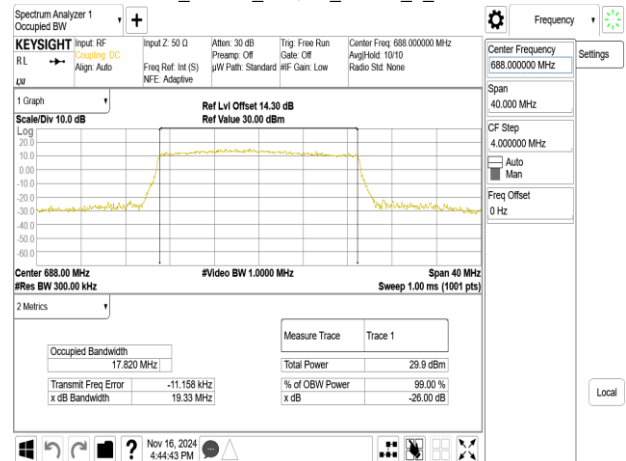 Spectrum Analyzer 1
Occupied BW
Frequency
KEYSIGHT
RL
LXI
Input: RF
Coupling: DC
Align: Auto
Input Z: 50 Ω
Freq Ref: Int (S)
NFE: Adaptive
Atten: 30 dB
Preamp: Off
µW Path: Standard
Trig: Free Run
Gate: Off
#IF Gain: Low
Center Freq: 688.000000 MHz
Avg|Hold: 10/10
Radio Std: None
Center Frequency
688.000000 MHz
Settings
Span
40.000 MHz
CF Step
4.000000 MHz
Auto
Man
Freq Offset
0 Hz
Local
1 Graph
Scale/Div 10.0 dB
Ref Lvl Offset 14.30 dB
Ref Value 30.00 dBm
Log
20.0
10.0
0.00
-10.0
-20.0
-30.0
-40.0
-50.0
-60.0
Center 688.00 MHz
#Video BW 1.0000 MHz
Span 40 MHz
#Res BW 300.00 kHz
Sweep 1.00 ms (1001 pts)
2 Metrics
Measure Trace
Trace 1
Occupied Bandwidth
17.820 MHz
Total Power
29.9 dBm
Transmit Freq Error
-11.158 kHz
% of OBW Power
99.00 %
x dB Bandwidth
19.33 MHz
x dB
-26.00 dB
?
Nov 16, 2024
4:44:43 PM